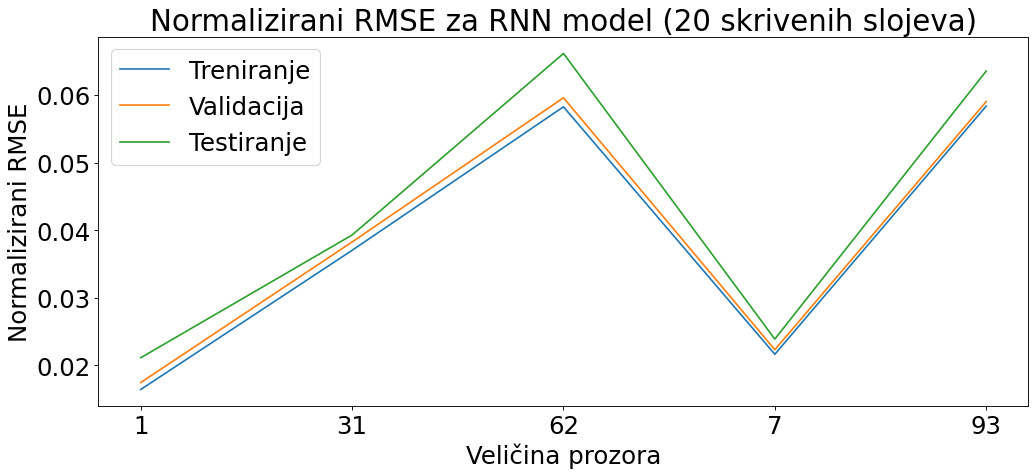 Normalizirani RMSE za RNN model (20 skrivenih slojeva)
Treniranje
Validacija
Testiranje
Normalizirani RMSE
0.06
0.05
0.04
0.03
0.02
1 31 62 7 93
Veličina prozora